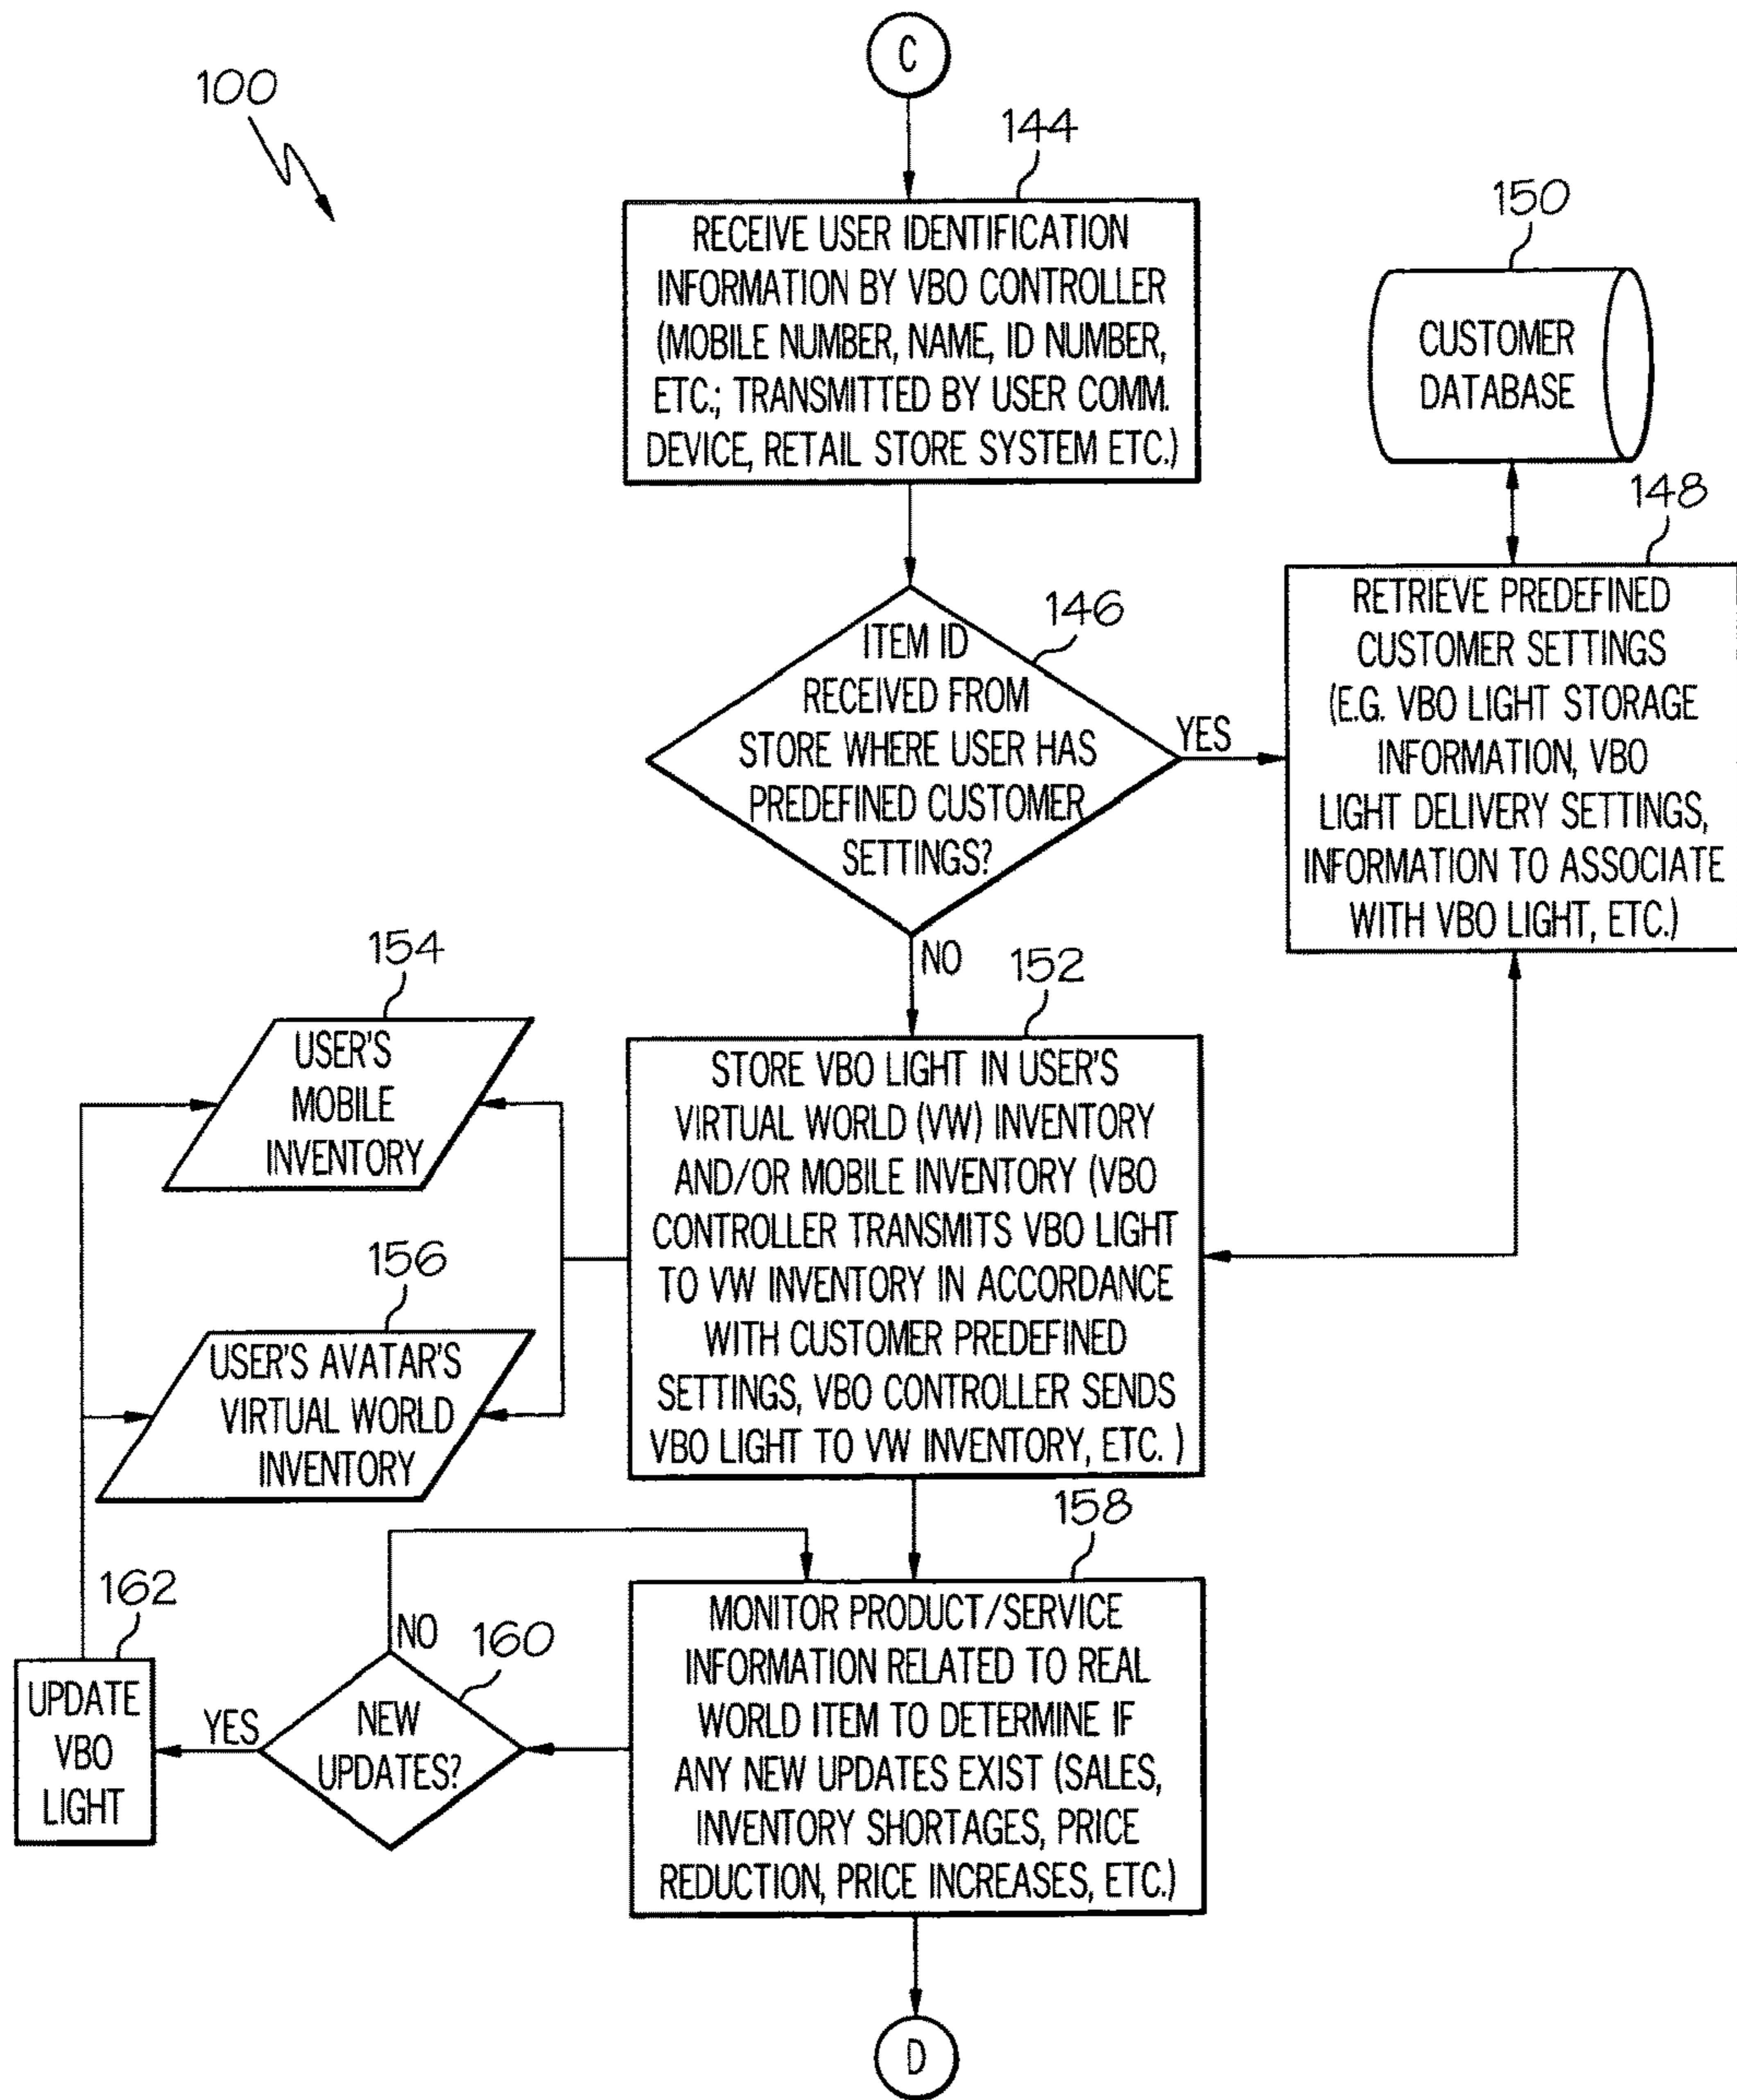 C
100
144
RECEIVE USER IDENTIFICATION
INFORMATION BY VBO CONTROLLER
(MOBILE NUMBER, NAME, ID NUMBER,
ETC.; TRANSMITTED BY USER COMM.
DEVICE, RETAIL STORE SYSTEM ETC.)
150
CUSTOMER
DATABASE
146
ITEM ID
RECEIVED FROM
STORE WHERE USER HAS
PREDEFINED CUSTOMER
SETTINGS?
YES
NO
148
RETRIEVE PREDEFINED
CUSTOMER SETTINGS
(E.G. VBO LIGHT STORAGE
INFORMATION, VBO
LIGHT DELIVERY SETTINGS,
INFORMATION TO ASSOCIATE
WITH VBO LIGHT, ETC.)
152
STORE VBO LIGHT IN USER'S
VIRTUAL WORLD (VW) INVENTORY
AND/OR MOBILE INVENTORY (VBO
CONTROLLER TRANSMITS VBO LIGHT
TO VW INVENTORY IN ACCORDANCE
WITH CUSTOMER PREDEFINED
SETTINGS, VBO CONTROLLER SENDS
VBO LIGHT TO VW INVENTORY, ETC. )
154
USER'S
MOBILE
INVENTORY
156
USER'S AVATAR'S
VIRTUAL WORLD
INVENTORY
158
MONITOR PRODUCT/SERVICE
INFORMATION RELATED TO REAL
WORLD ITEM TO DETERMINE IF
ANY NEW UPDATES EXIST (SALES,
INVENTORY SHORTAGES, PRICE
REDUCTION, PRICE INCREASES, ETC.)
160
NEW
UPDATES?
NO
YES
162
UPDATE
VBO
LIGHT
D